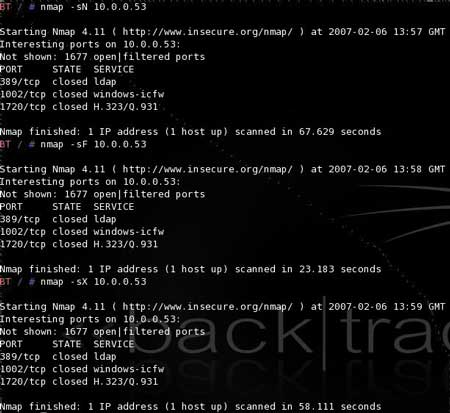 BT / # nmap -sN 10.0.0.53
Starting Nmap 4.11 ( http://www.insecure.org/nmap/ ) at 2007-02-06 13:57 GMT
Interesting ports on 10.0.0.53:
Not shown: 1677 open|filtered ports
PORT     STATE  SERVICE
389/tcp  closed ldap
1002/tcp closed windows-icfw
1720/tcp closed H.323/Q.931
Nmap finished: 1 IP address (1 host up) scanned in 67.629 seconds
BT / # nmap -sF 10.0.0.53
Starting Nmap 4.11 ( http://www.insecure.org/nmap/ ) at 2007-02-06 13:58 GMT
Interesting ports on 10.0.0.53:
Not shown: 1677 open|filtered ports
PORT     STATE  SERVICE
389/tcp  closed ldap
1002/tcp closed windows-icfw
1720/tcp closed H.323/Q.931
Nmap finished: 1 IP address (1 host up) scanned in 23.183 seconds
BT / # nmap -sX 10.0.0.53
Starting Nmap 4.11 ( http://www.insecure.org/nmap/ ) at 2007-02-06 13:59 GMT
Interesting ports on 10.0.0.53:
Not shown: 1677 open|filtered ports
back|trac
PORT     STATE  SERVICE
389/tcp  closed ldap
1002/tcp closed windows-icfw
1720/tcp closed H.323/Q.931
Nmap finished: 1 IP address (1 host up) scanned in 58.111 seconds